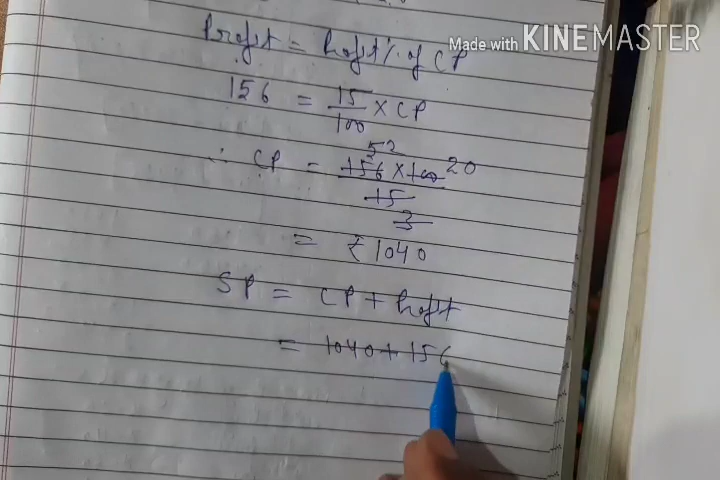 Made with KINEMASTER
Profit = Profit% of CP
156 = 15/100 × CP
∴ CP = 156 × 100 / 15
52 20 3
= ₹1040
SP = CP + Profit
= 1040 + 156